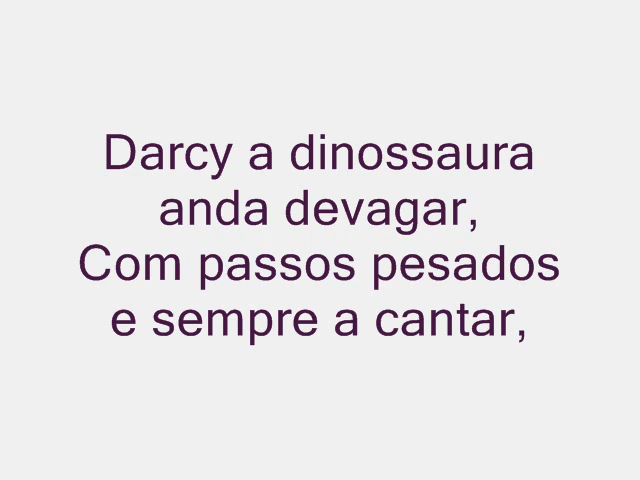 Darcy a dinossaura
anda devagar,
Com passos pesados
e sempre a cantar,